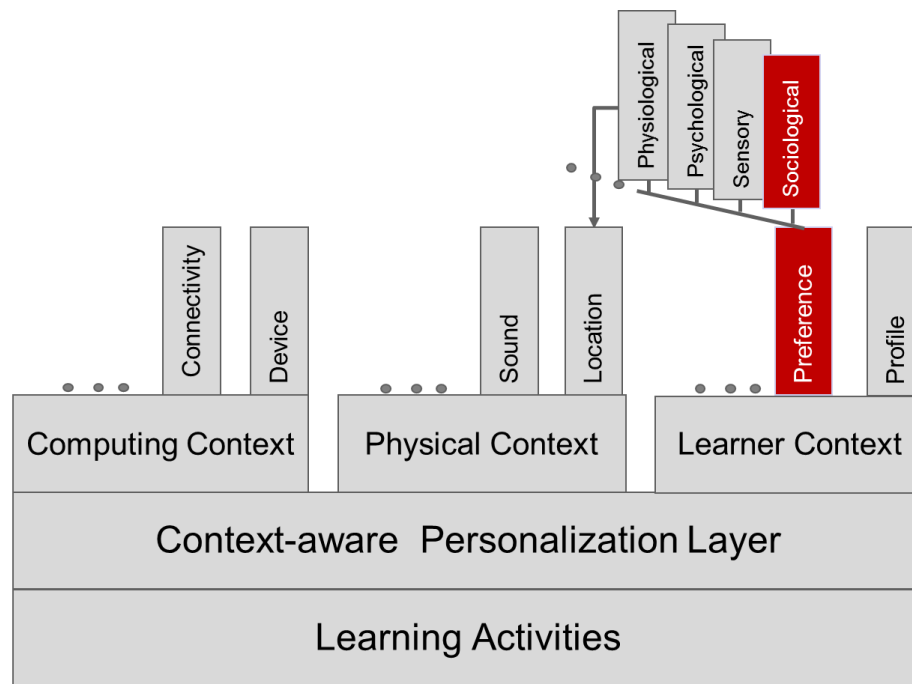 Physiological
Psychological
Sensory
Sociological
Connectivity
Device
Sound
Location
Preference
Profile
Computing Context
Physical Context
Learner Context
Context-aware Personalization Layer
Learning Activities